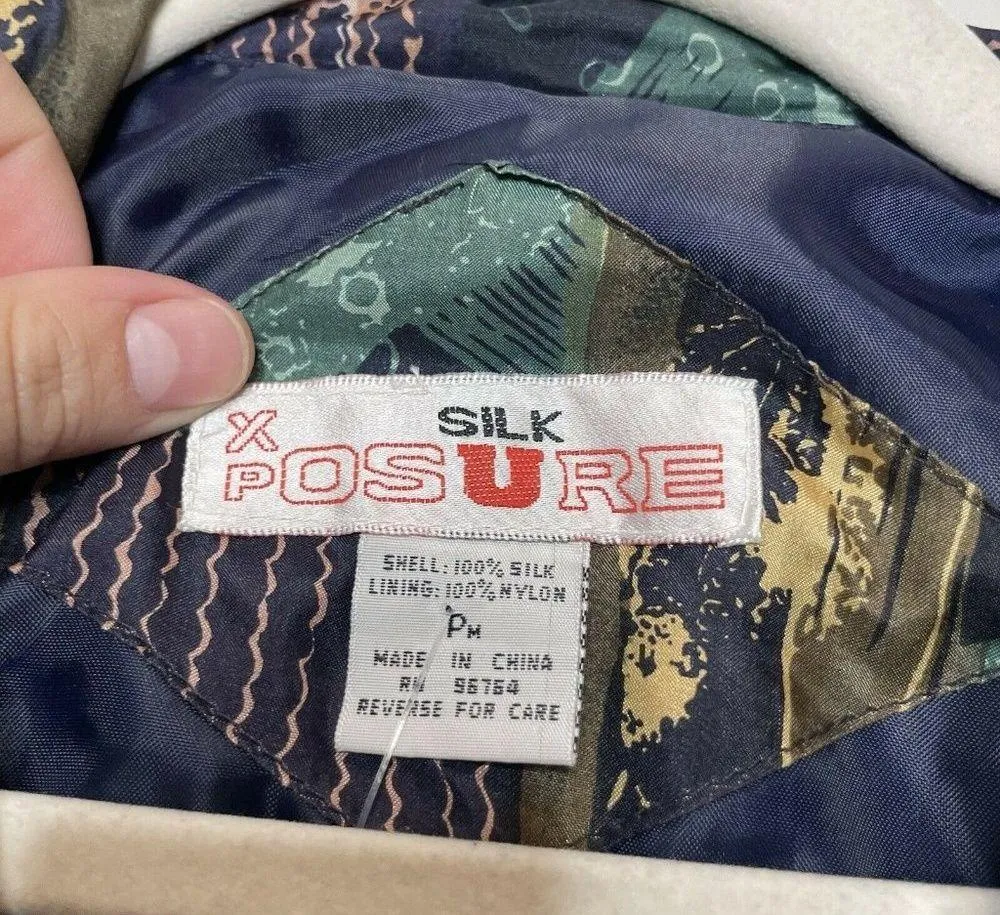 SILK
X
POSURE
SHELL: 100% SILK
LINING: 100% NYLON
PM
MADE IN CHINA
RN 96764
REVERSE FOR CARE